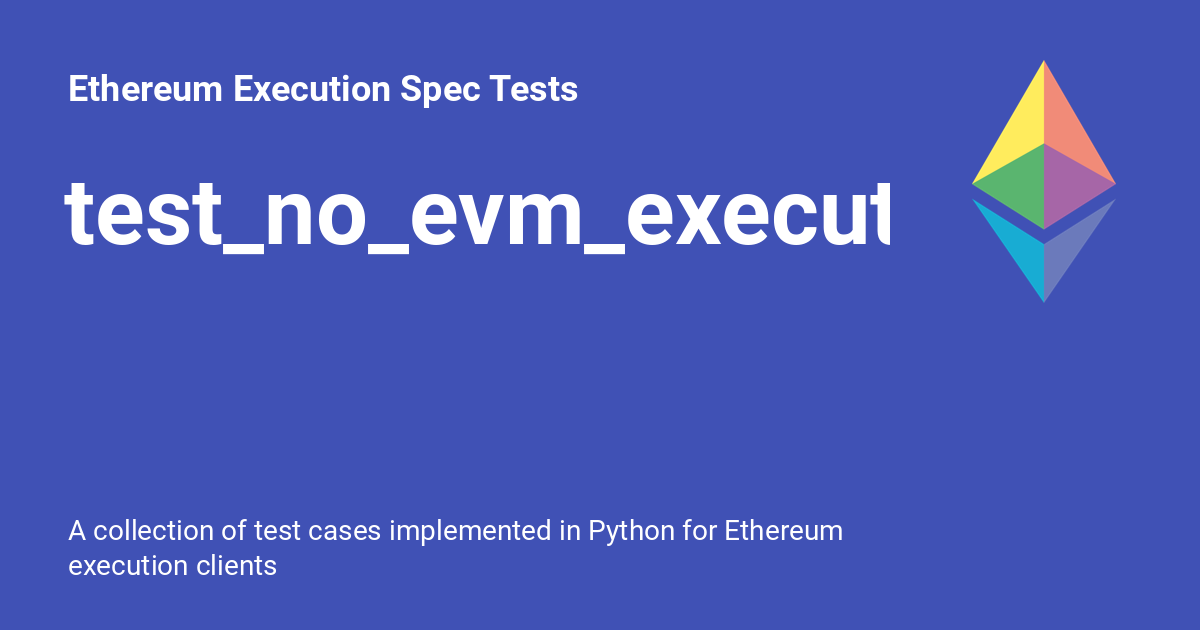 Ethereum Execution Spec Tests
test_no_evm_execut
A collection of test cases implemented in Python for Ethereum
execution clients